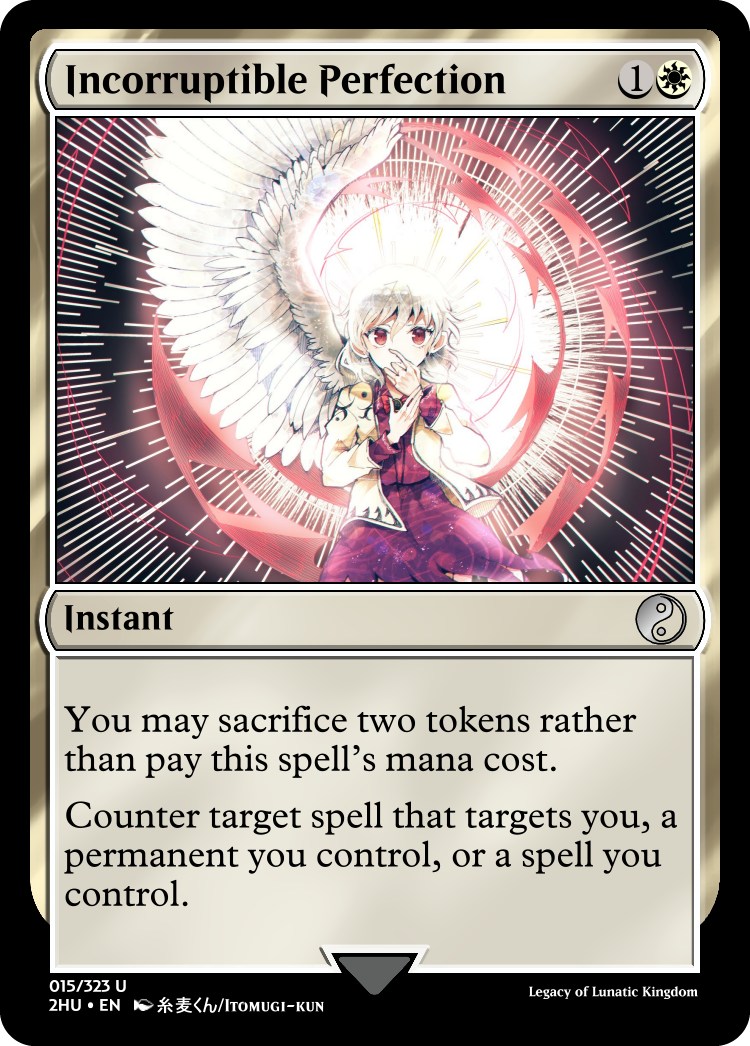 Incorruptible Perfection 1
Instant
You may sacrifice two tokens rather
than pay this spell's mana cost.
Counter target spell that targets you, a
permanent you control, or a spell you
control.
015/323 U
2HU • EN 糸麦くん/Itomugi-kun
Legacy of Lunatic Kingdom